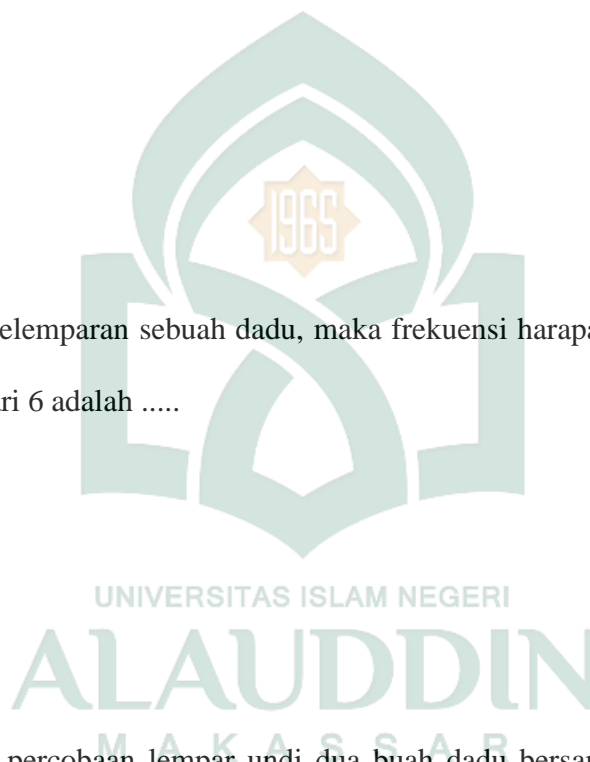 1965
elemparan sebuah dadu, maka frekuensi harapa
ri 6 adalah .....
UNIVERSITAS ISLAM NEGERI
ALAUDDIN
MAKASSAR
percobaan lempar undi dua buah dadu bersam